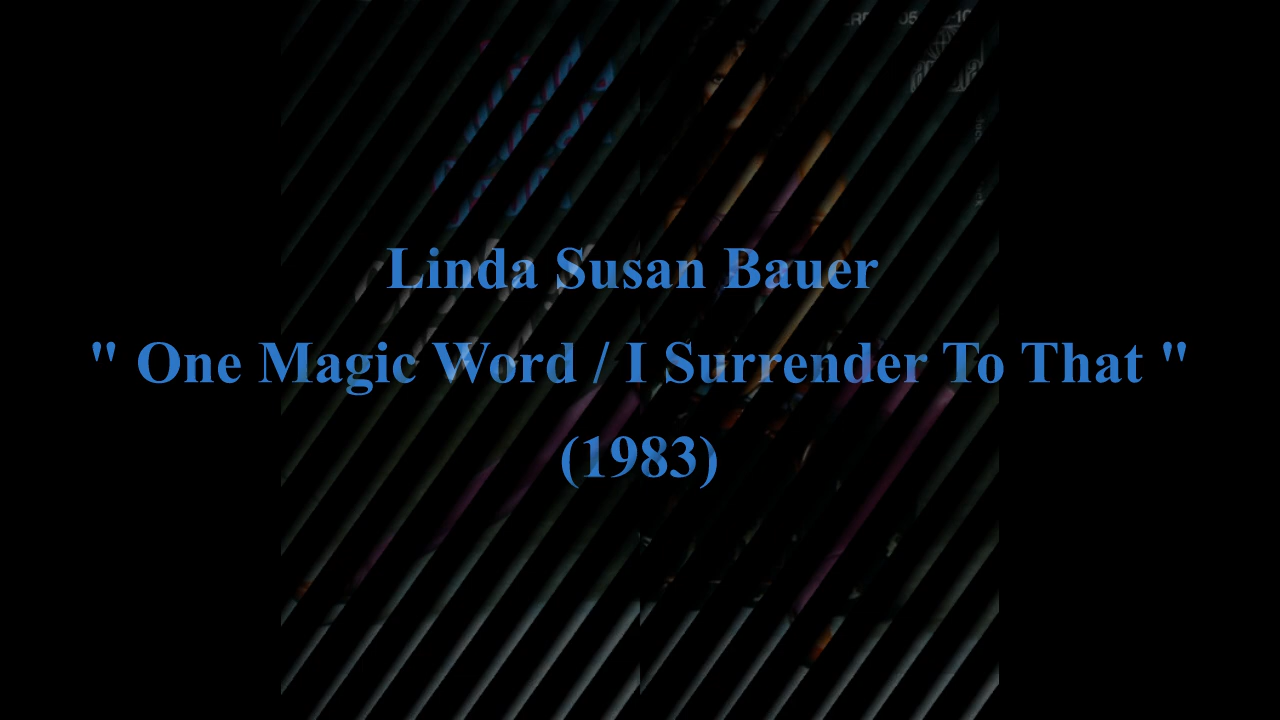 Linda Susan Bauer
" One Magic Word / I Surrender To That "
(1983)